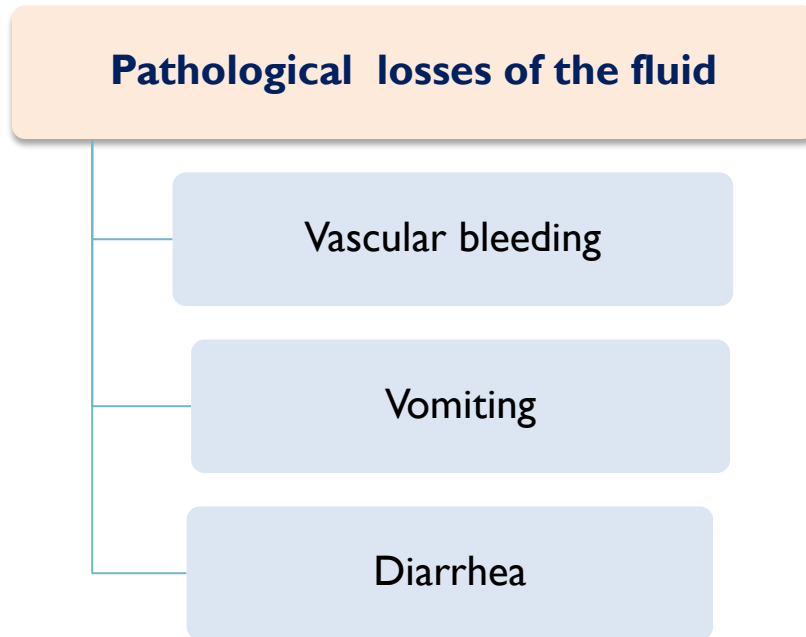 Pathological  losses of the fluid
Vascular bleeding
Vomiting
Diarrhea